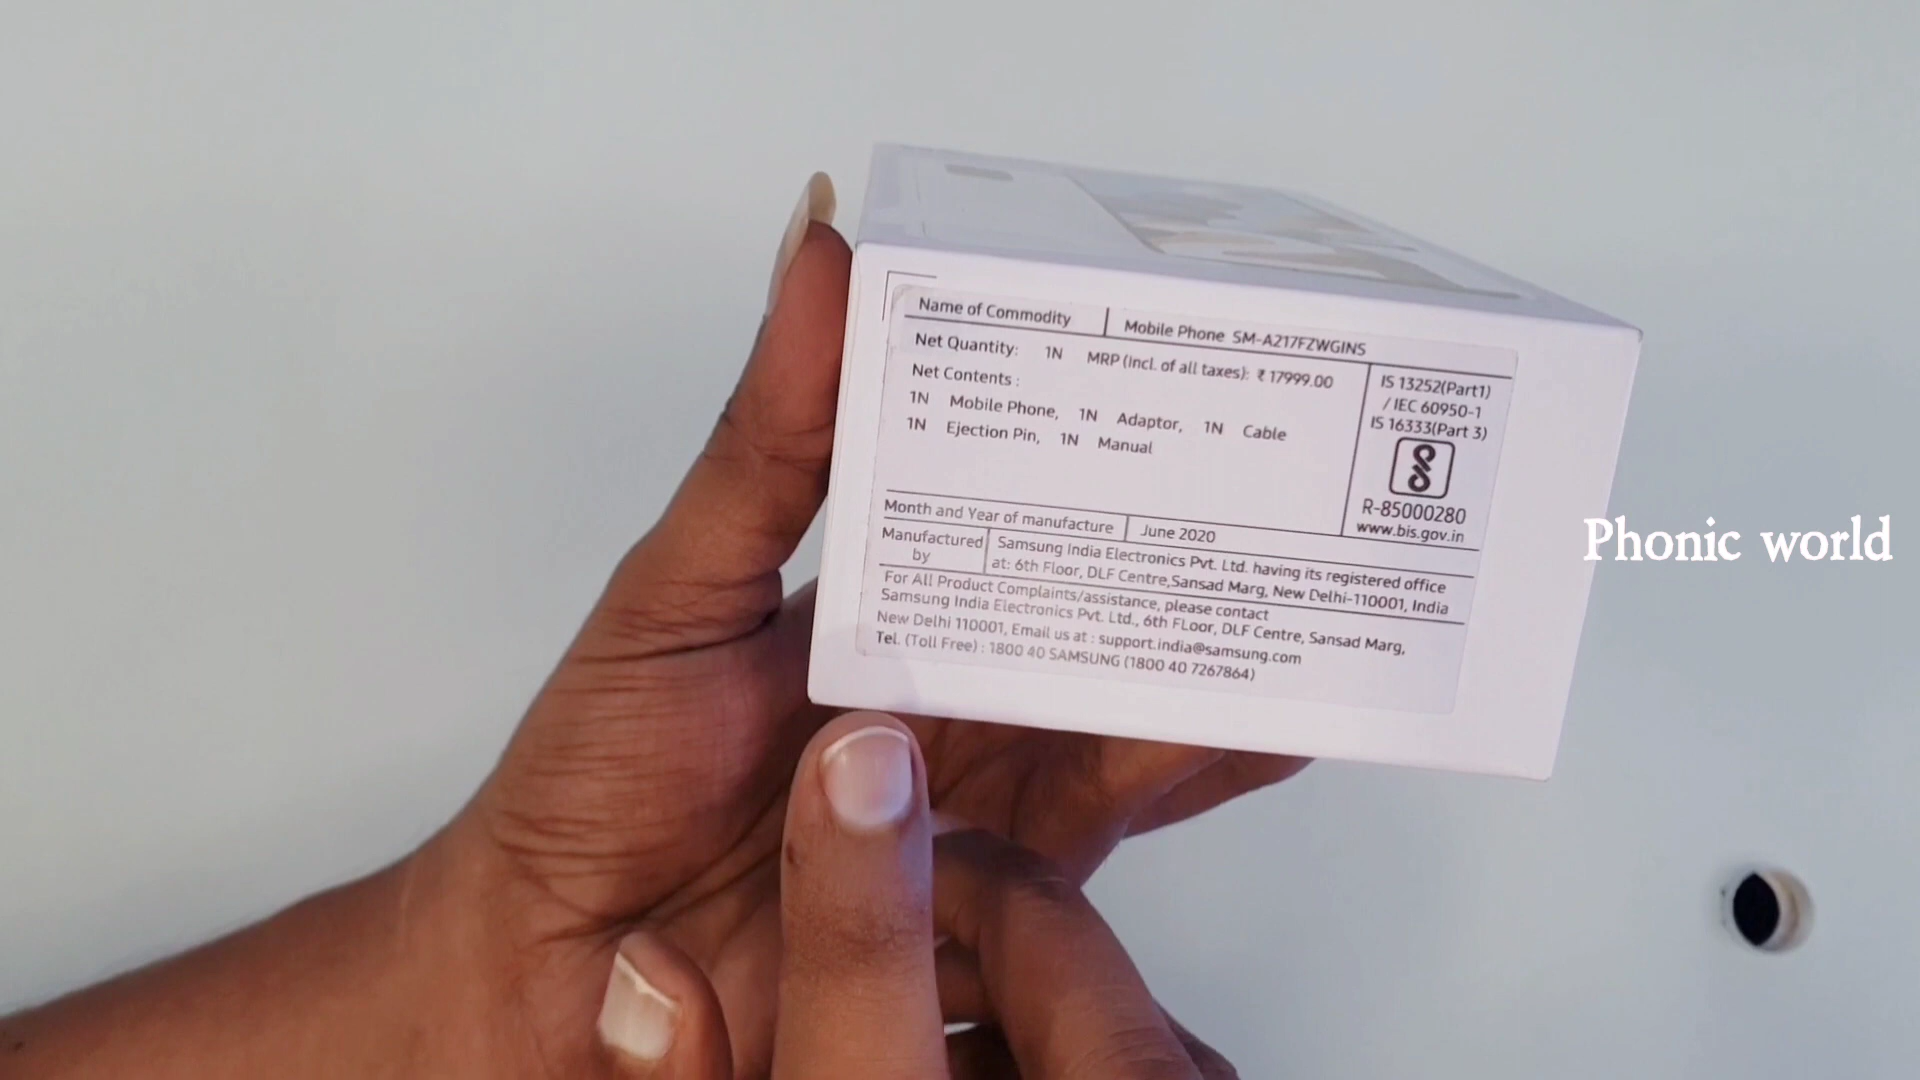 Name of Commodity Mobile Phone SM-A217FZWGINS
Net Quantity: 1N MRP (incl. of all taxes): ₹ 17999.00
Net Contents :
1N Mobile Phone, 1N Adaptor, 1N Cable
1N Ejection Pin, 1N Manual
IS 13252(Part1)
/ IEC 60950-1
IS 16333(Part 3)
R-85000280
www.bis.gov.in
Month and Year of manufacture June 2020
Manufactured by
Samsung India Electronics Pvt. Ltd. having its registered office
at: 6th Floor, DLF Centre,Sansad Marg, New Delhi-110001, India
For All Product Complaints/assistance, please contact
Samsung India Electronics Pvt. Ltd., 6th FLoor, DLF Centre, Sansad Marg,
New Delhi 110001, Email us at : support.india@samsung.com
Tel. (Toll Free) : 1800 40 SAMSUNG (1800 40 7267864)
Phonic world